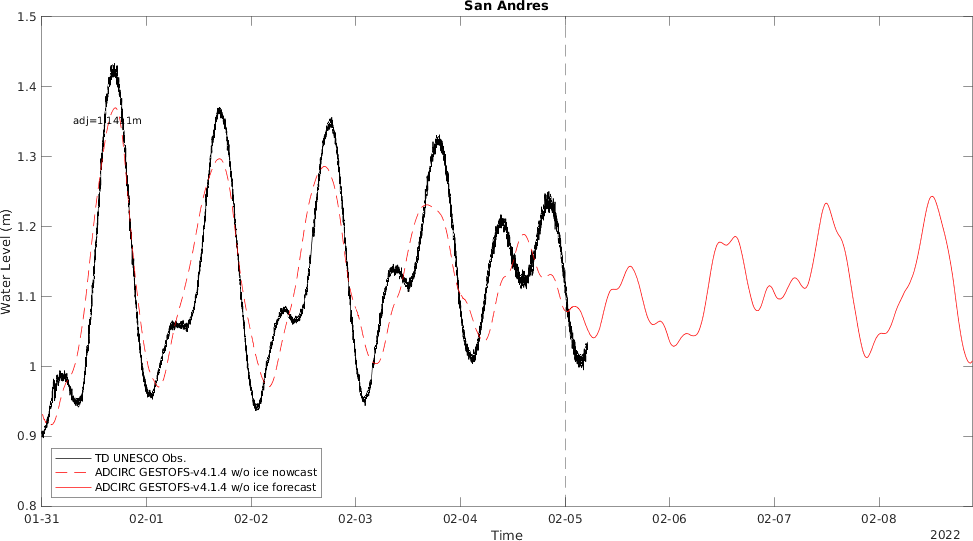 San Andres
1.5
1.4
1.3
1.2
1.1
1
0.9
0.8
Water Level (m)
adj=1.1411m
TD UNESCO Obs.
ADCIRC GESTOFS-v4.1.4 w/o ice nowcast
ADCIRC GESTOFS-v4.1.4 w/o ice forecast
01-31 02-01 02-02 02-03 02-04 02-05 02-06 02-07 02-08
Time
2022